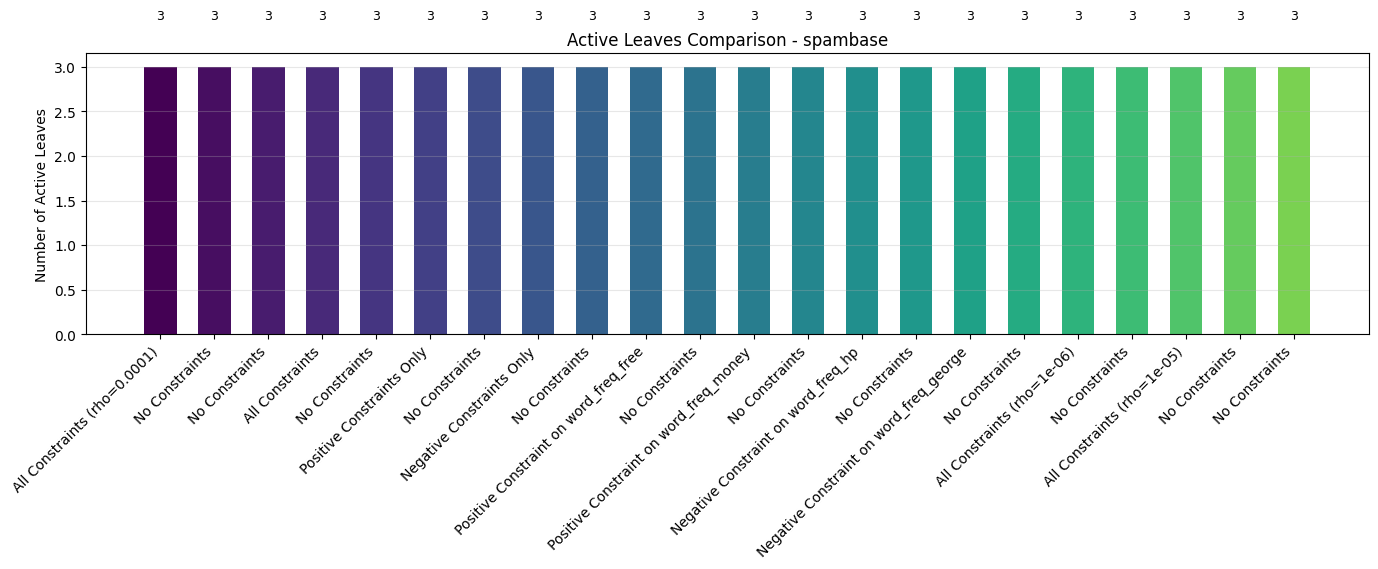 3 3 3 3 3 3 3 3 3 3 3 3 3 3 3 3 3 3 3 3 3 3
Active Leaves Comparison - spambase
Number of Active Leaves
3.0
2.5
2.0
1.5
1.0
0.5
0.0
All Constraints (rho=0.0001)
No Constraints
No Constraints
All Constraints
No Constraints
Positive Constraints Only
No Constraints
Negative Constraints Only
No Constraints
Positive Constraint on word_freq_free
No Constraints
Positive Constraint on word_freq_money
No Constraints
Negative Constraint on word_freq_hp
No Constraints
Negative Constraint on word_freq_george
No Constraints
All Constraints (rho=1e-06)
No Constraints
All Constraints (rho=1e-05)
No Constraints
No Constraints